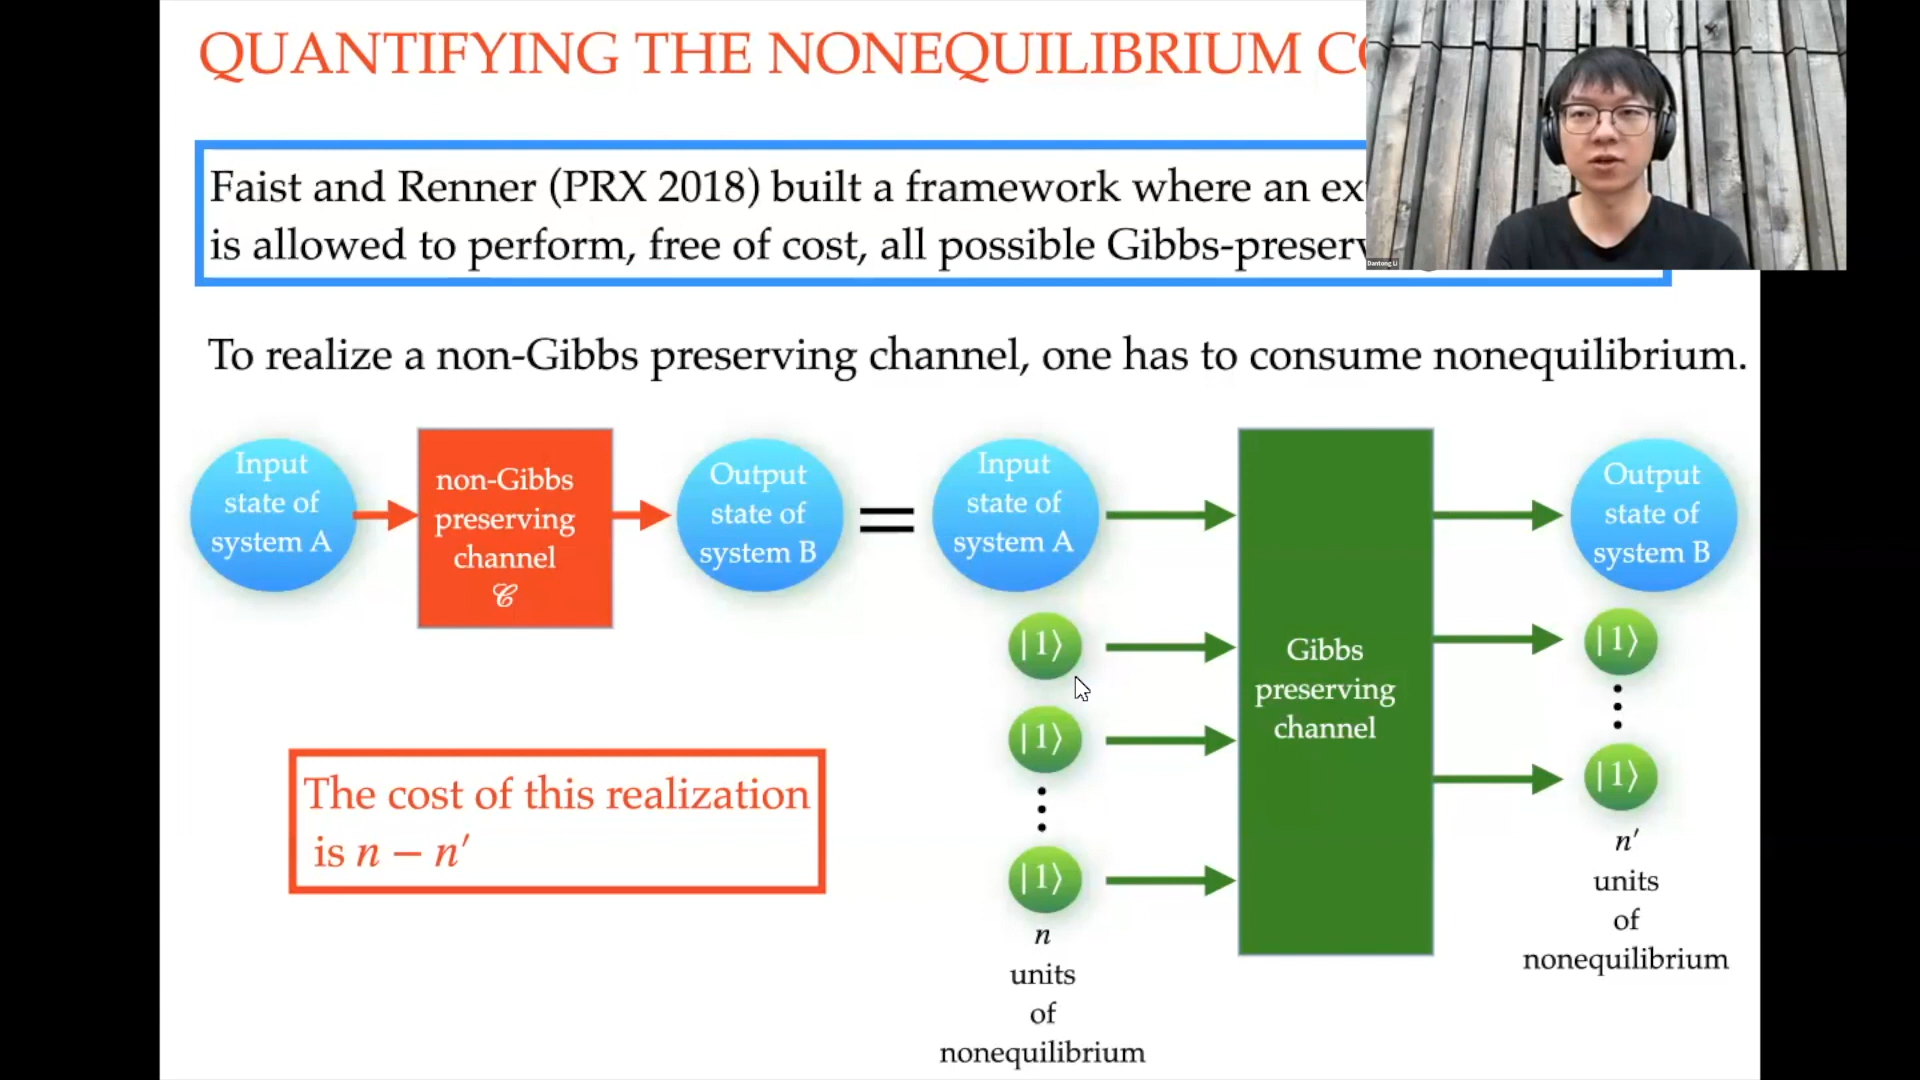 QUANTIFYING THE NONEQUILIBRIUM
Faist and Renner (PRX 2018) built a framework where an
is allowed to perform, free of cost, all possible
To realize a non-Gibbs preserving channel, one has to consume nonequilibrium.
Input
state of
system A
non-Gibbs
preserving
channel
𝒞
Output
state of
system B
=
Input
state of
system A
Output
state of
system B
|1⟩
|1⟩
|1⟩
n
units
of
nonequilibrium
Gibbs
preserving
channel
|1⟩
|1⟩
n′
units
of
nonequilibrium
The cost of this realization
is n − n′
Dantong Li